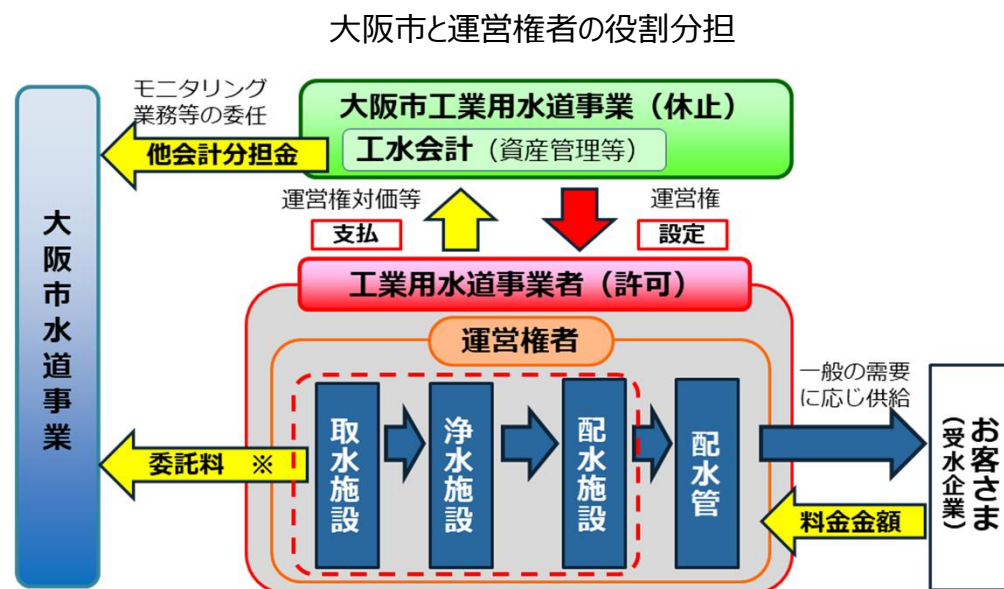 大阪市と運営権者の役割分担
モニタリング
業務等の委任
他会計分担金
大阪市工業用水道事業（休止）
工水会計（資産管理等）
運営権対価等
支払
運営権
設定
大阪市水道事業
工業用水道事業者（許可）
運営権者
取水施設
浄水施設
配水施設
配水管
委託料　※
一般の需要
に応じ供給
料金金額
お客さま
（受水企業）